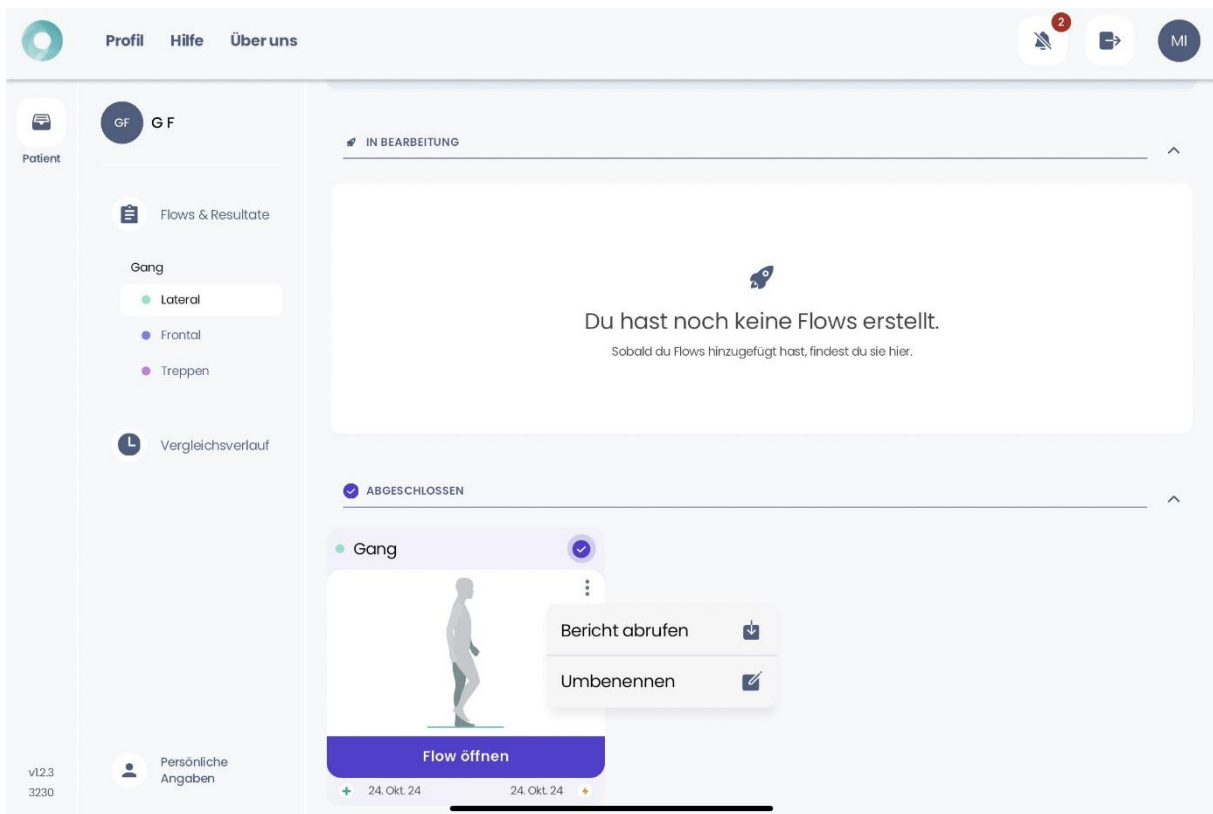 Profil Hilfe Über uns
2
MI
Patient
GF
G F
Flows & Resultate
Gang
Lateral
Frontal
Treppen
Vergleichsverlauf
Persönliche
Angaben
v1.2.3
3230
IN BEARBEITUNG
Du hast noch keine Flows erstellt.
Sobald du Flows hinzugefügt hast, findest du sie hier.
ABGESCHLOSSEN
Gang
Bericht abrufen
Umbenennen
Flow öffnen
24. Okt. 24 24. Okt. 24